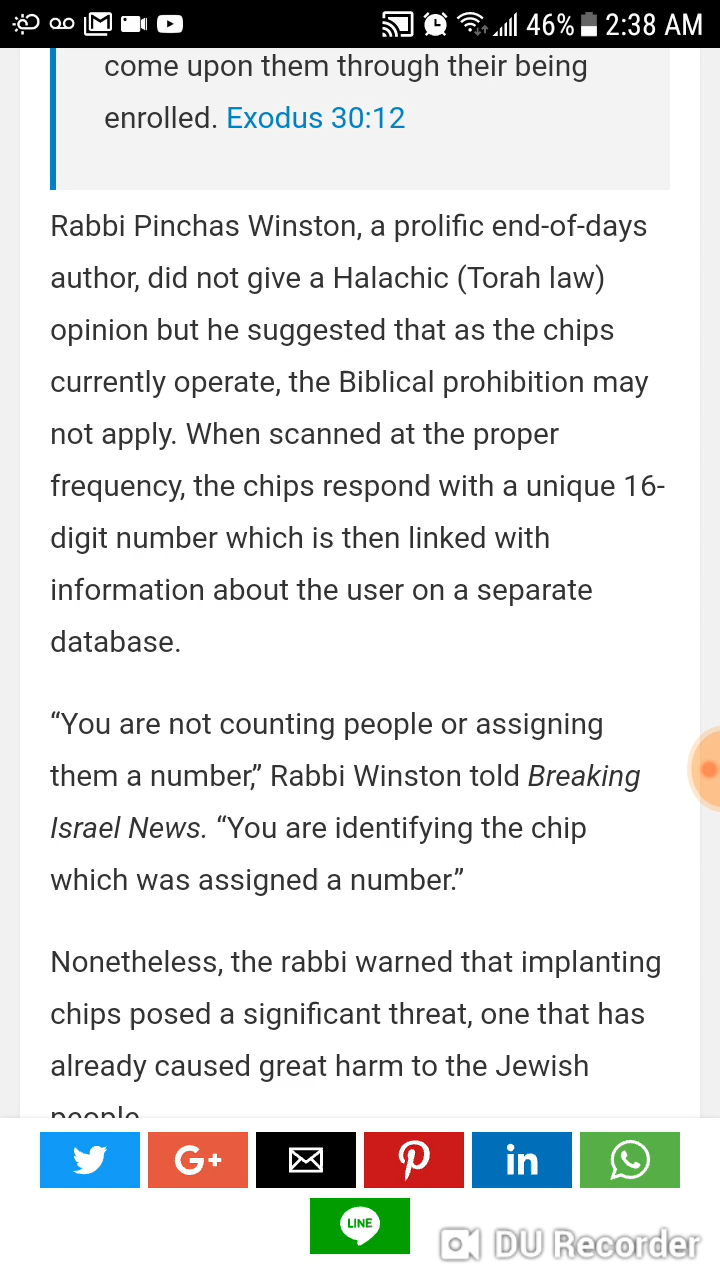 46% 2:38 AM
come upon them through their being
enrolled. Exodus 30:12
Rabbi Pinchas Winston, a prolific end-of-days
author, did not give a Halachic (Torah law)
opinion but he suggested that as the chips
currently operate, the Biblical prohibition may
not apply. When scanned at the proper
frequency, the chips respond with a unique 16-
digit number which is then linked with
information about the user on a separate
database.
“You are not counting people or assigning
them a number,” Rabbi Winston told Breaking
Israel News. “You are identifying the chip
which was assigned a number.”
Nonetheless, the rabbi warned that implanting
chips posed a significant threat, one that has
already caused great harm to the Jewish
people
G+ in
LINE
DU Recorder